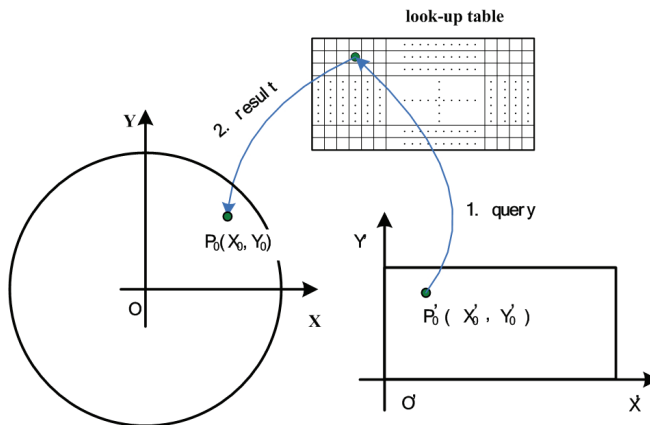 look-up table
2. result
Y
P₀(X₀, Y₀)
O
X
1. query
Y'
P₀'( X₀', Y₀')
O'
X'